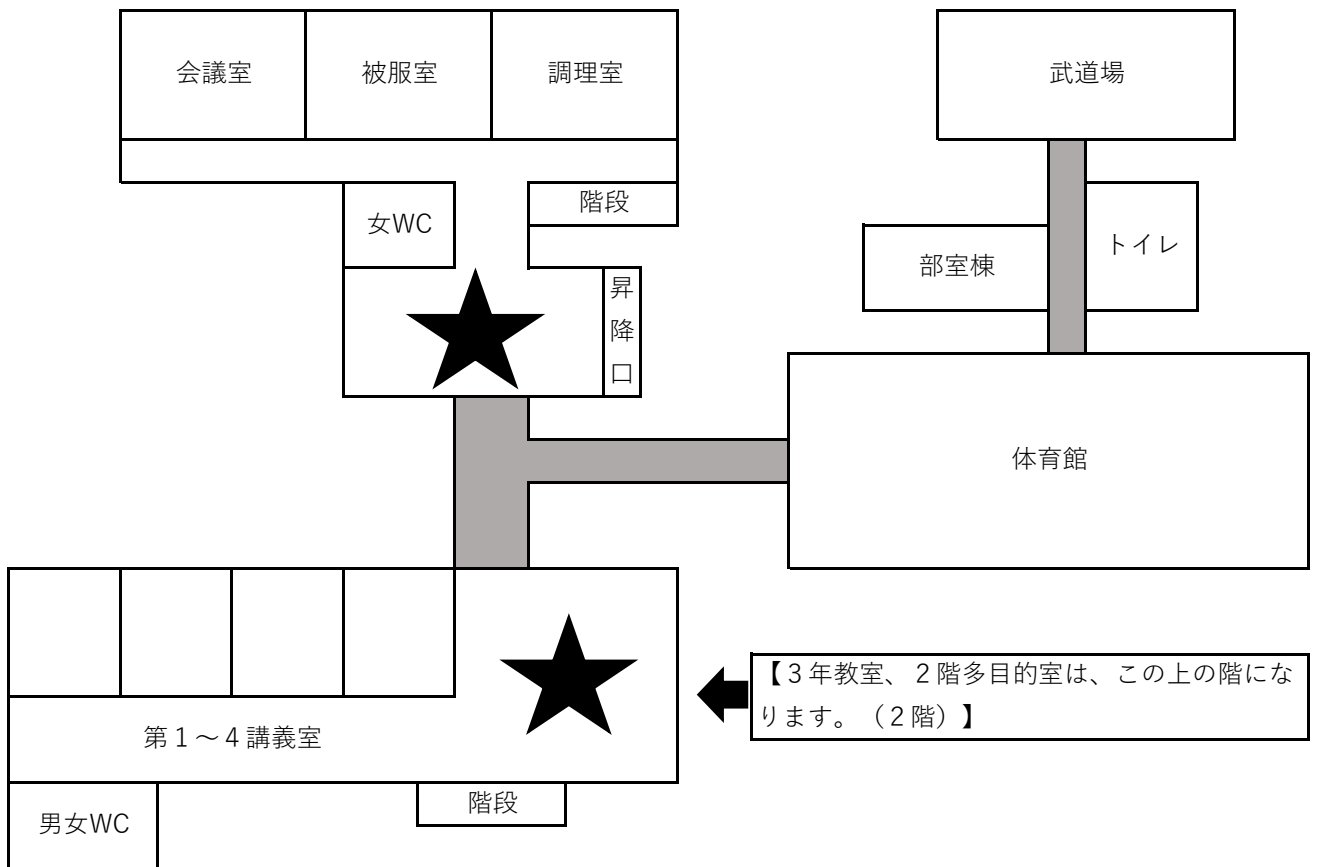 会議室
被服室
調理室
武道場
女WC
階段
トイレ
部室棟
昇降口
体育館
【３年教室、２階多目的室は、この上の階にな
ります。（２階）】
第１～４講義室
階段
男女WC